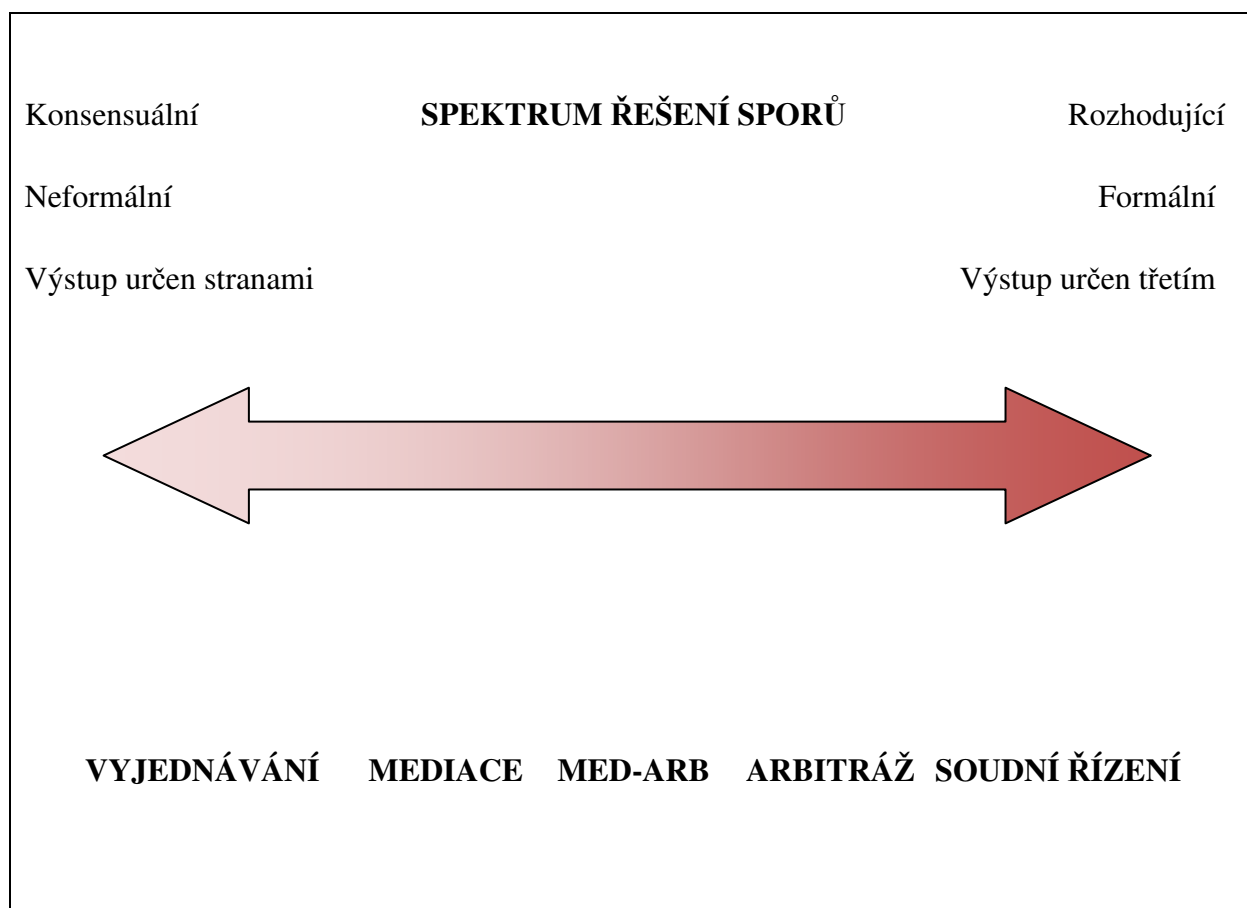 Konsensuální SPEKTRUM ŘEŠENÍ SPORŮ Rozhodující
Neformální Formální
Výstup určen stranami Výstup určen třetím
VYJEDNÁVÁNÍ MEDIACE MED-ARB ARBITRÁŽ SOUDNÍ ŘÍZENÍ